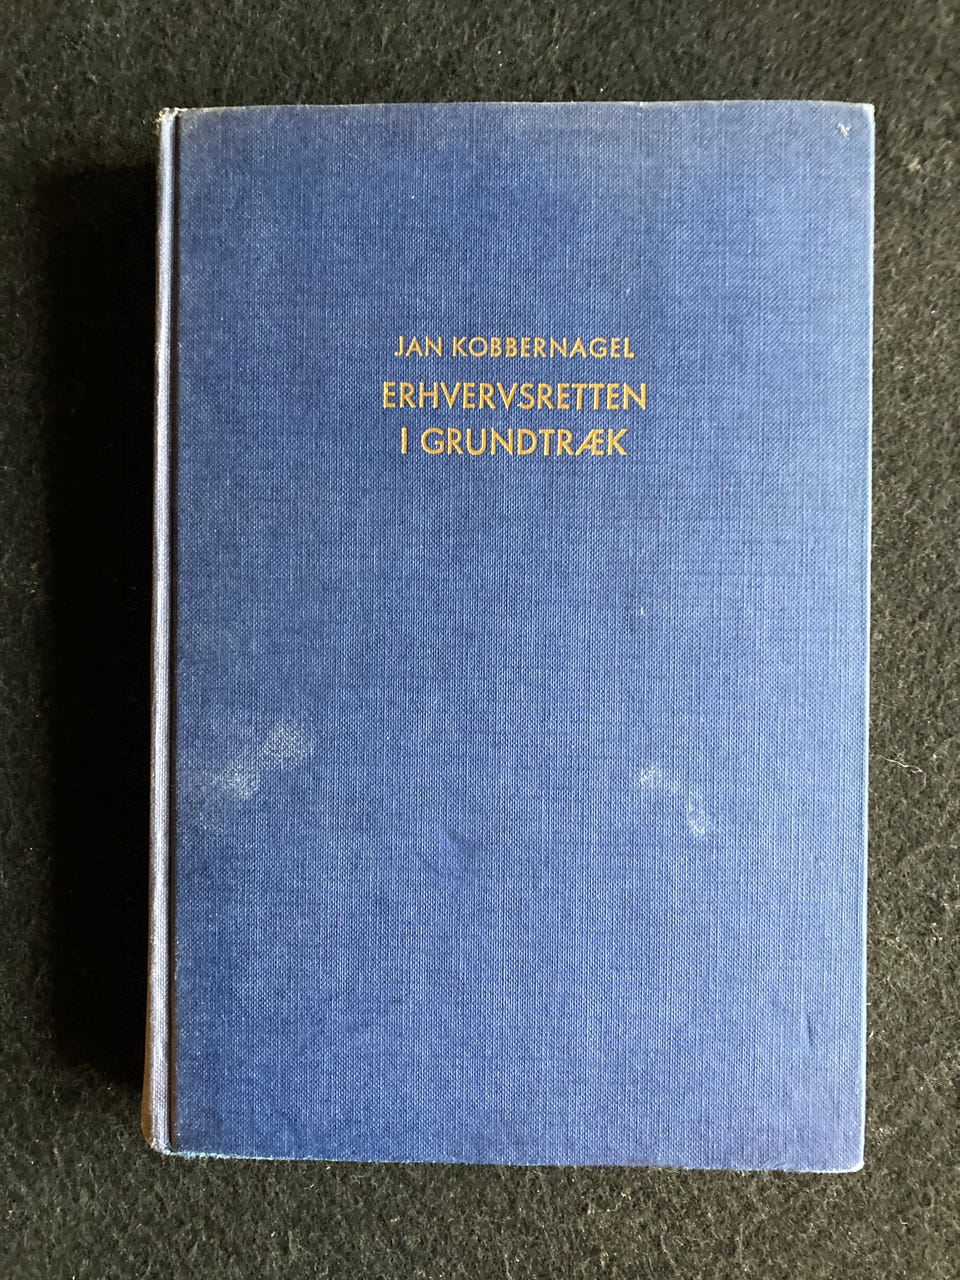 JAN KOBBERNAGEL
ERHVERVSRETTEN
I GRUNDTRÆK